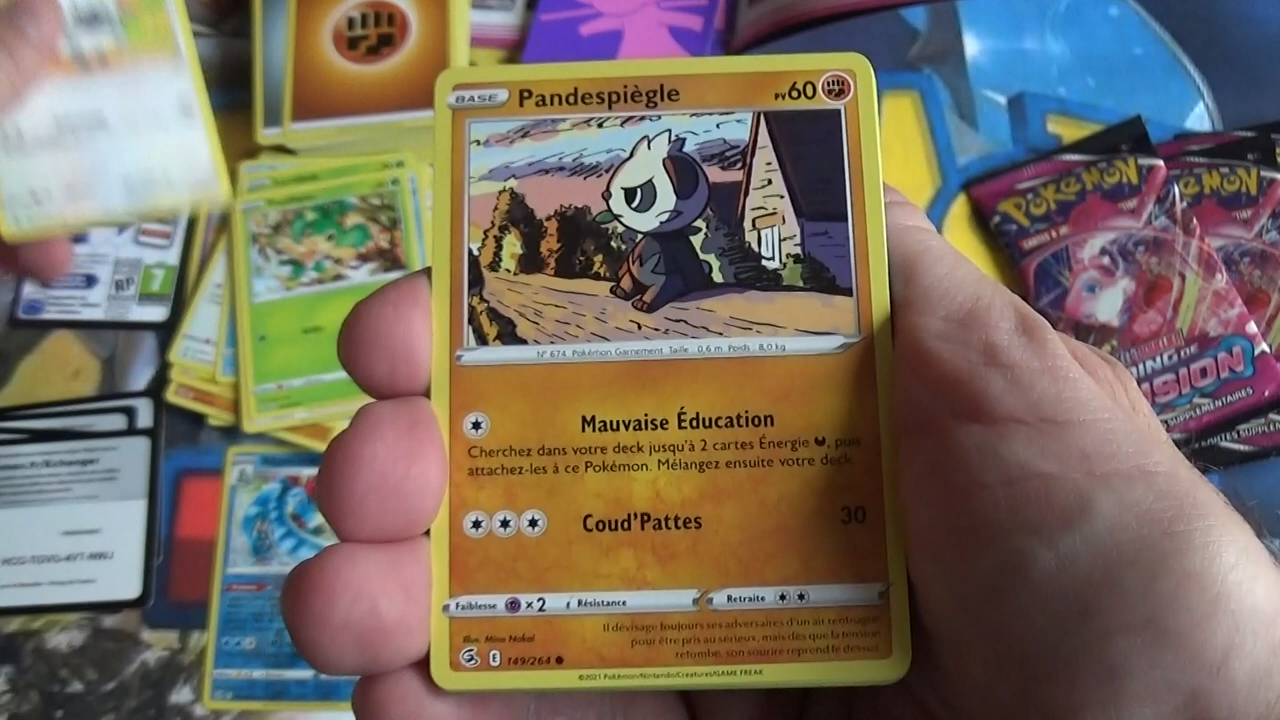 BASE Pandespiègle PV60
N° 674 Pokémon Garnement Taille : 0,6 m Poids : 8,0 kg
Mauvaise Éducation
Cherchez dans votre deck jusqu'à 2 cartes Énergie , puis
attachez-les à ce Pokémon. Mélangez ensuite votre deck.
Coud'Pattes 30
Faiblesse ×2 Résistance Retraite
Illus. Mina Nakai
Il dévisage toujours ses adversaires d'un air renfrogné
pour être pris au sérieux, mais dès que la tension
retombe, son sourire reprend le dessus.
E 149/264
©2021 Pokémon/Nintendo/Creatures/GAME FREAK
POKÉMON
RP 7